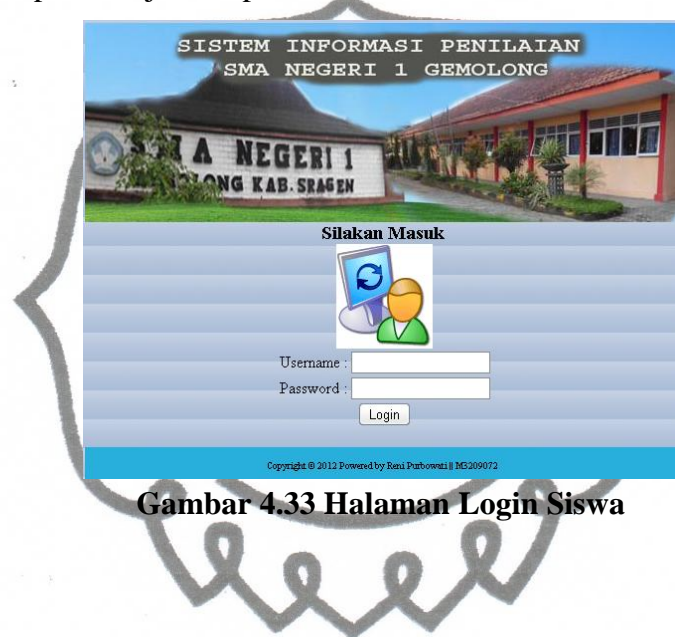 SISTEM INFORMASI PENILAIAN
SMA NEGERI 1 GEMOLONG
A NEGERI 1
KAB. SRAGEN
Silakan Masuk
Username :
Password :
Login
Copyright © 2012 Powered by Reni Purbowati || M3209072
Gambar 4.33 Halaman Login Siswa